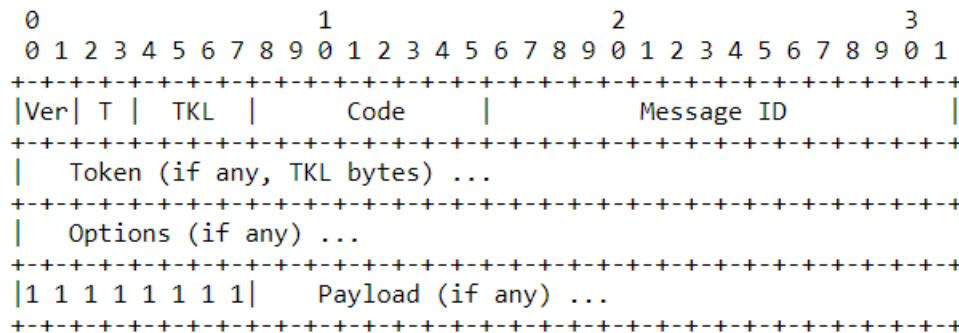 0                   1                   2                   3
0 1 2 3 4 5 6 7 8 9 0 1 2 3 4 5 6 7 8 9 0 1 2 3 4 5 6 7 8 9 0 1
+-+-+-+-+-+-+-+-+-+-+-+-+-+-+-+-+-+-+-+-+-+-+-+-+-+-+-+-+-+-+-+-+
|Ver| T |  TKL  |      Code     |          Message ID           |
+-+-+-+-+-+-+-+-+-+-+-+-+-+-+-+-+-+-+-+-+-+-+-+-+-+-+-+-+-+-+-+-+
|   Token (if any, TKL bytes) ...
+-+-+-+-+-+-+-+-+-+-+-+-+-+-+-+-+-+-+-+-+-+-+-+-+-+-+-+-+-+-+-+-+
|   Options (if any) ...
+-+-+-+-+-+-+-+-+-+-+-+-+-+-+-+-+-+-+-+-+-+-+-+-+-+-+-+-+-+-+-+-+
|1 1 1 1 1 1 1 1|    Payload (if any) ...
+-+-+-+-+-+-+-+-+-+-+-+-+-+-+-+-+-+-+-+-+-+-+-+-+-+-+-+-+-+-+-+-+